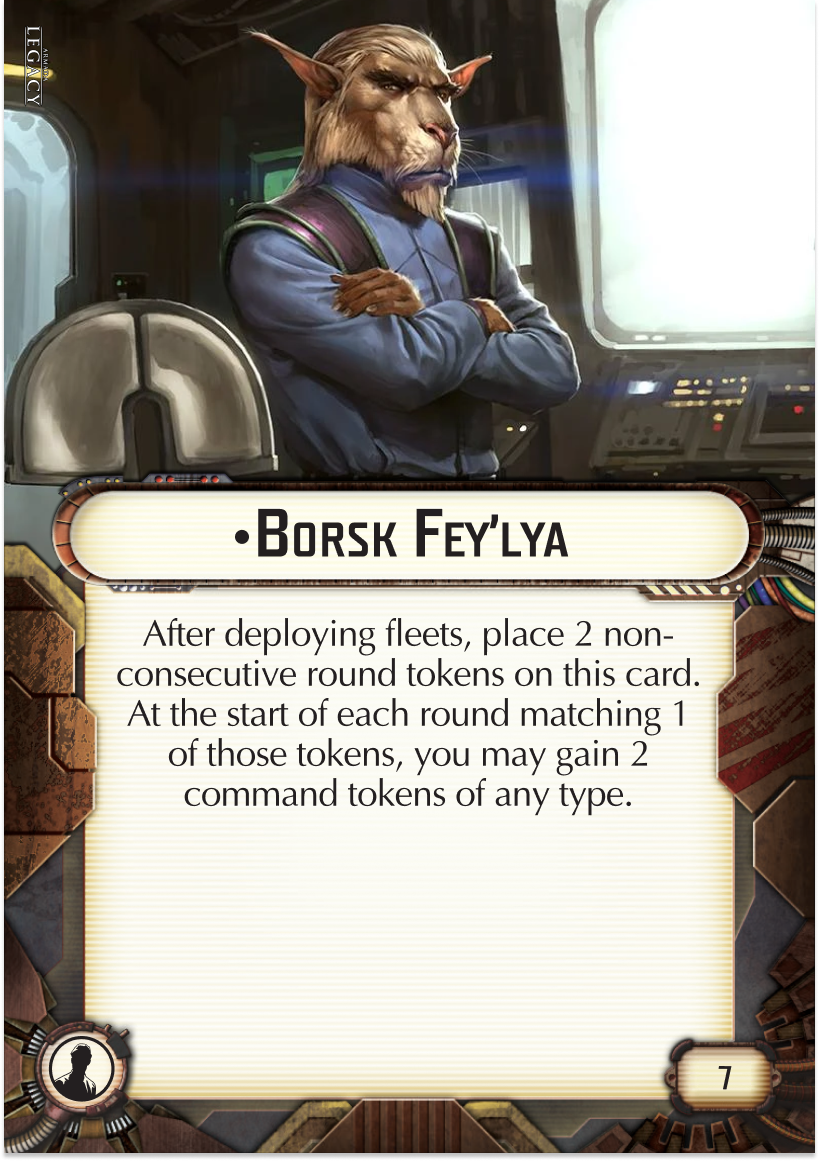 ARMADA
LEGACY
•Borsk Fey’lya
After deploying fleets, place 2 non-
consecutive round tokens on this card.
At the start of each round matching 1
of those tokens, you may gain 2
command tokens of any type.
7